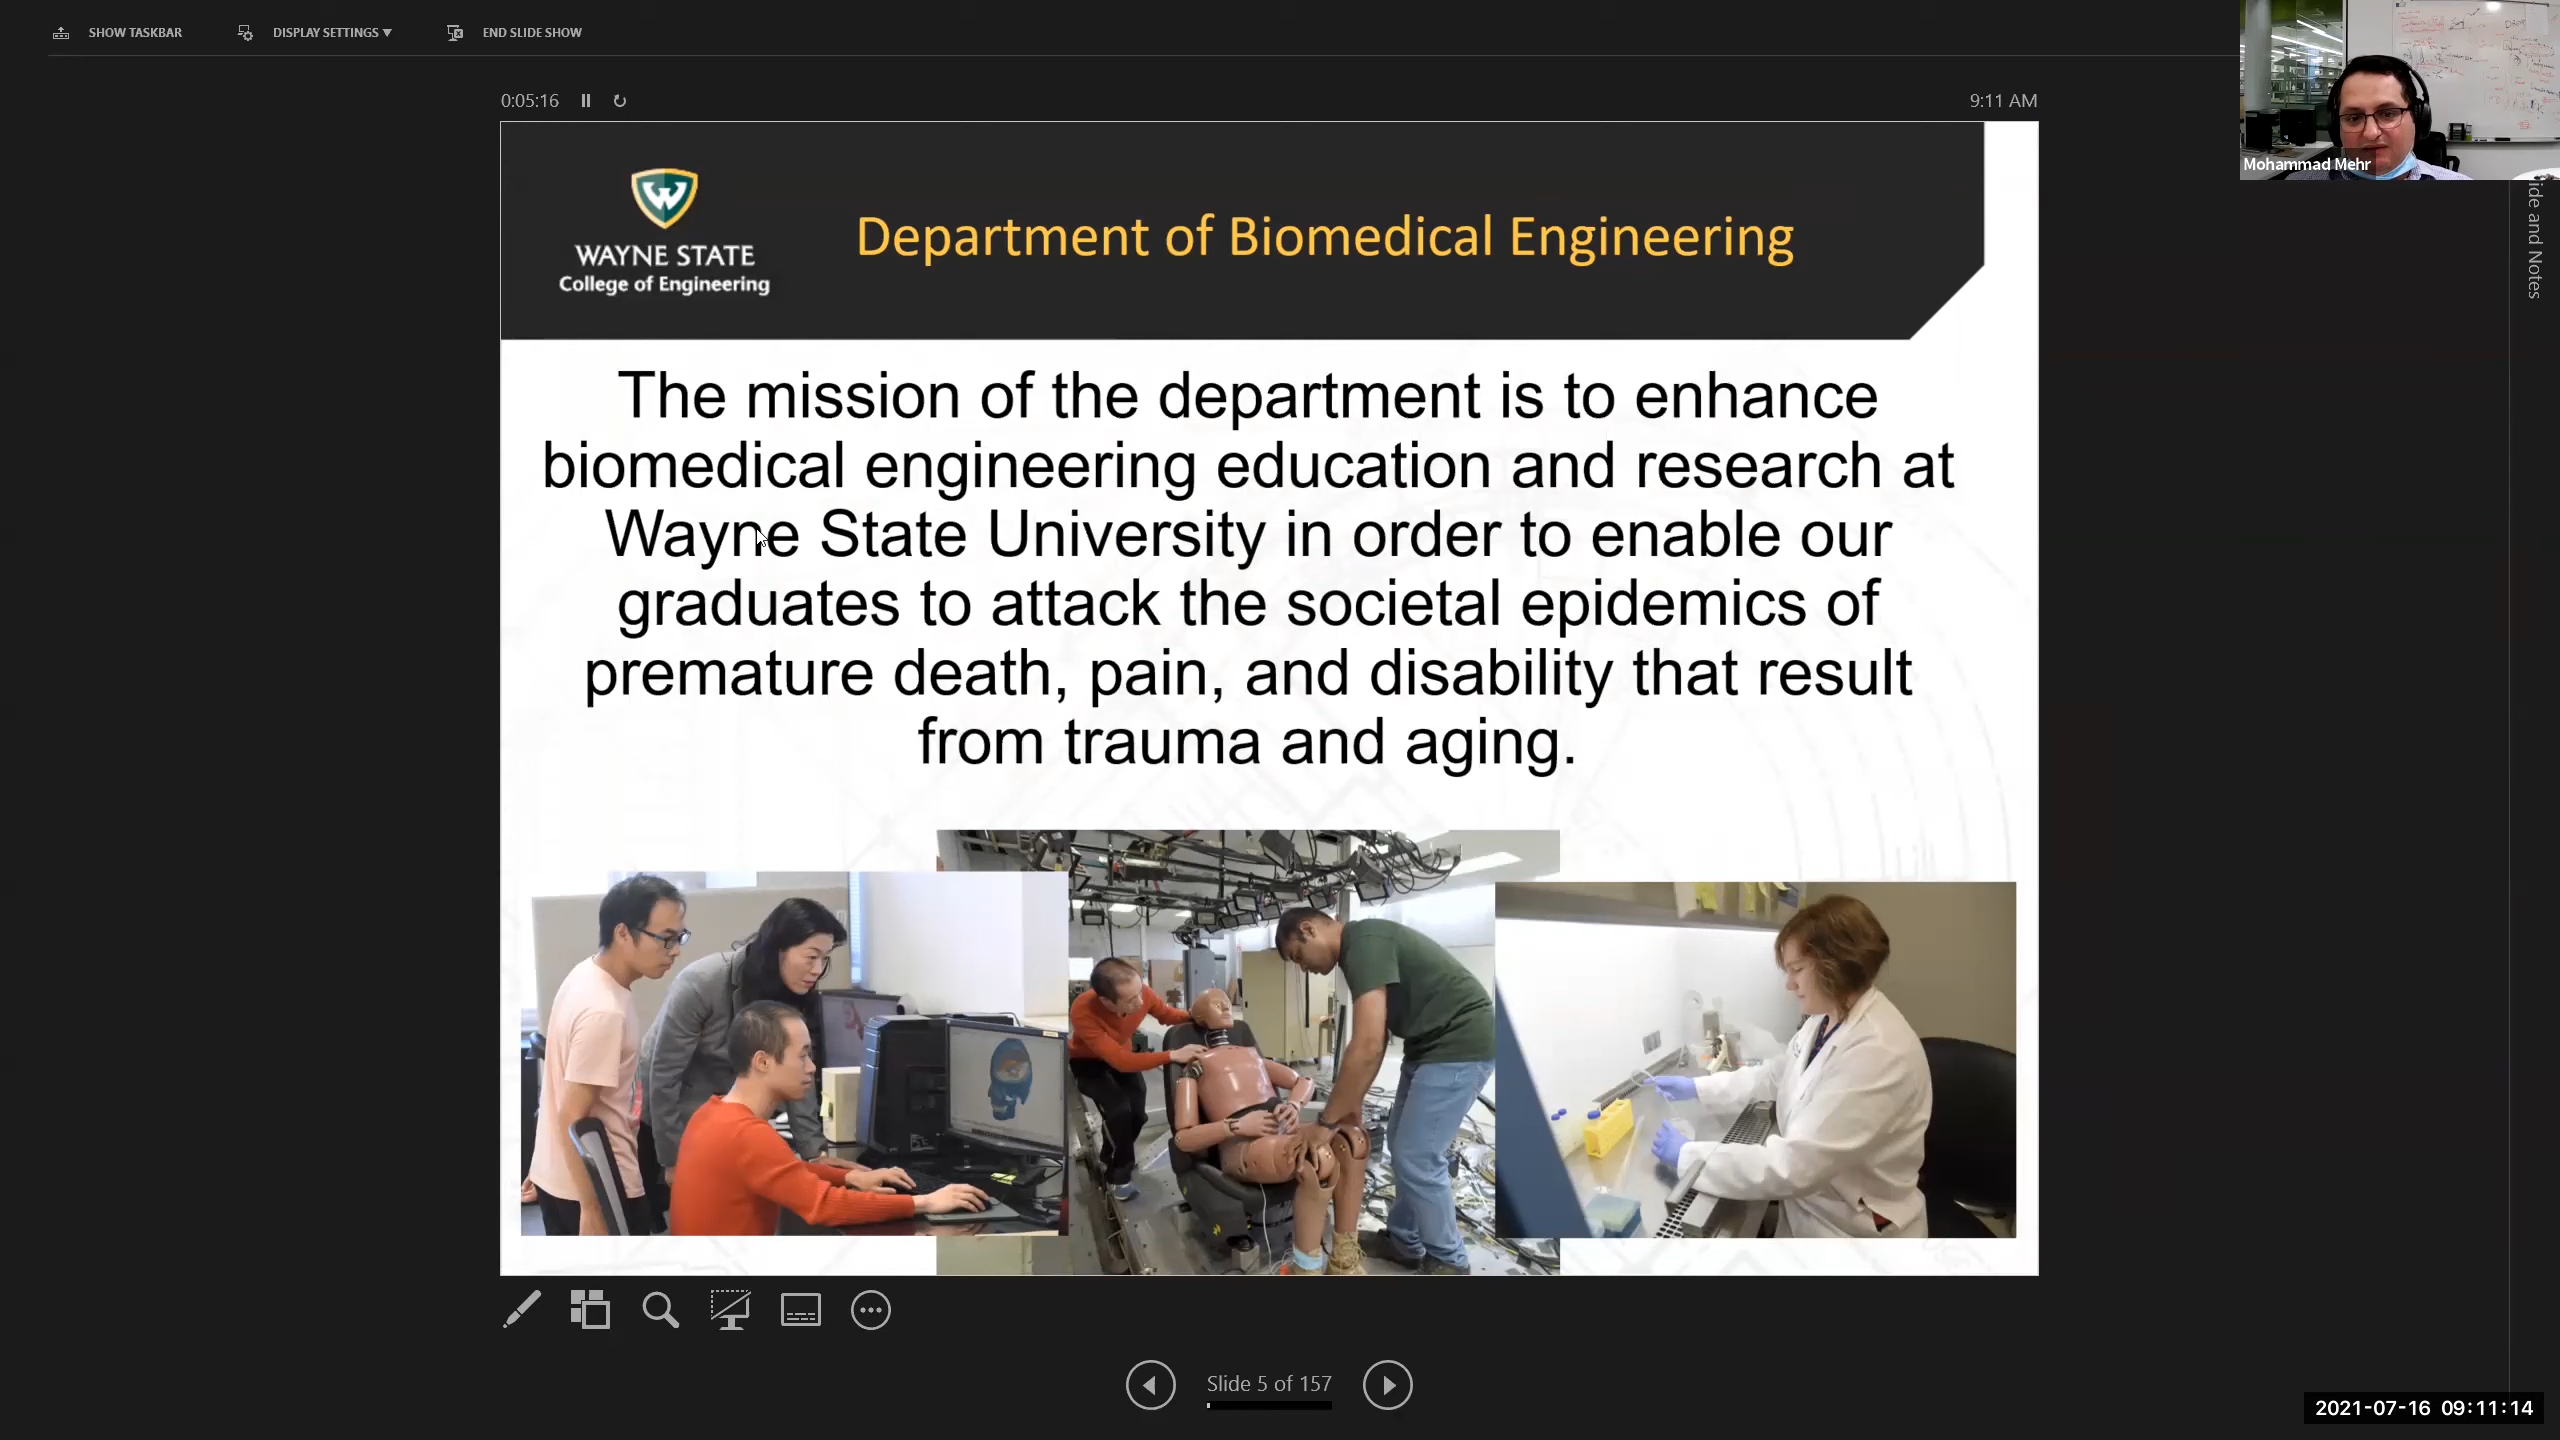 SHOW TASKBAR
DISPLAY SETTINGS ▼
END SLIDE SHOW
0:05:16
9:11 AM
Mohammad Mehr
ide and Notes
W
WAYNE STATE
College of Engineering
Department of Biomedical Engineering
The mission of the department is to enhance
biomedical engineering education and research at
Wayne State University in order to enable our
graduates to attack the societal epidemics of
premature death, pain, and disability that result
from trauma and aging.
Slide 5 of 157
2021-07-16 09:11:14